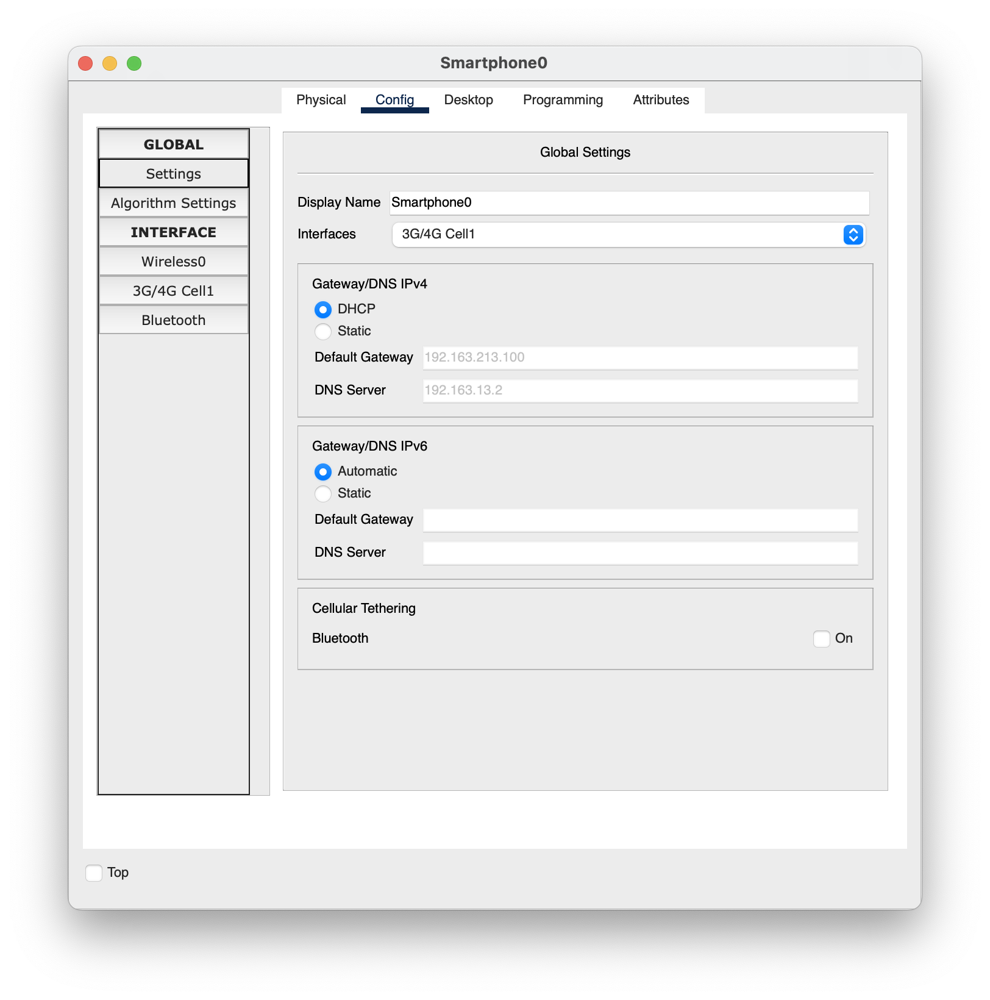 Smartphone0
Physical Config Desktop Programming Attributes
GLOBAL
Settings
Algorithm Settings
INTERFACE
Wireless0
3G/4G Cell1
Bluetooth
Global Settings
Display Name Smartphone0
Interfaces 3G/4G Cell1
Gateway/DNS IPv4
DHCP
Static
Default Gateway 192.163.213.100
DNS Server 192.163.13.2
Gateway/DNS IPv6
Automatic
Static
Default Gateway
DNS Server
Cellular Tethering
Bluetooth On
Top